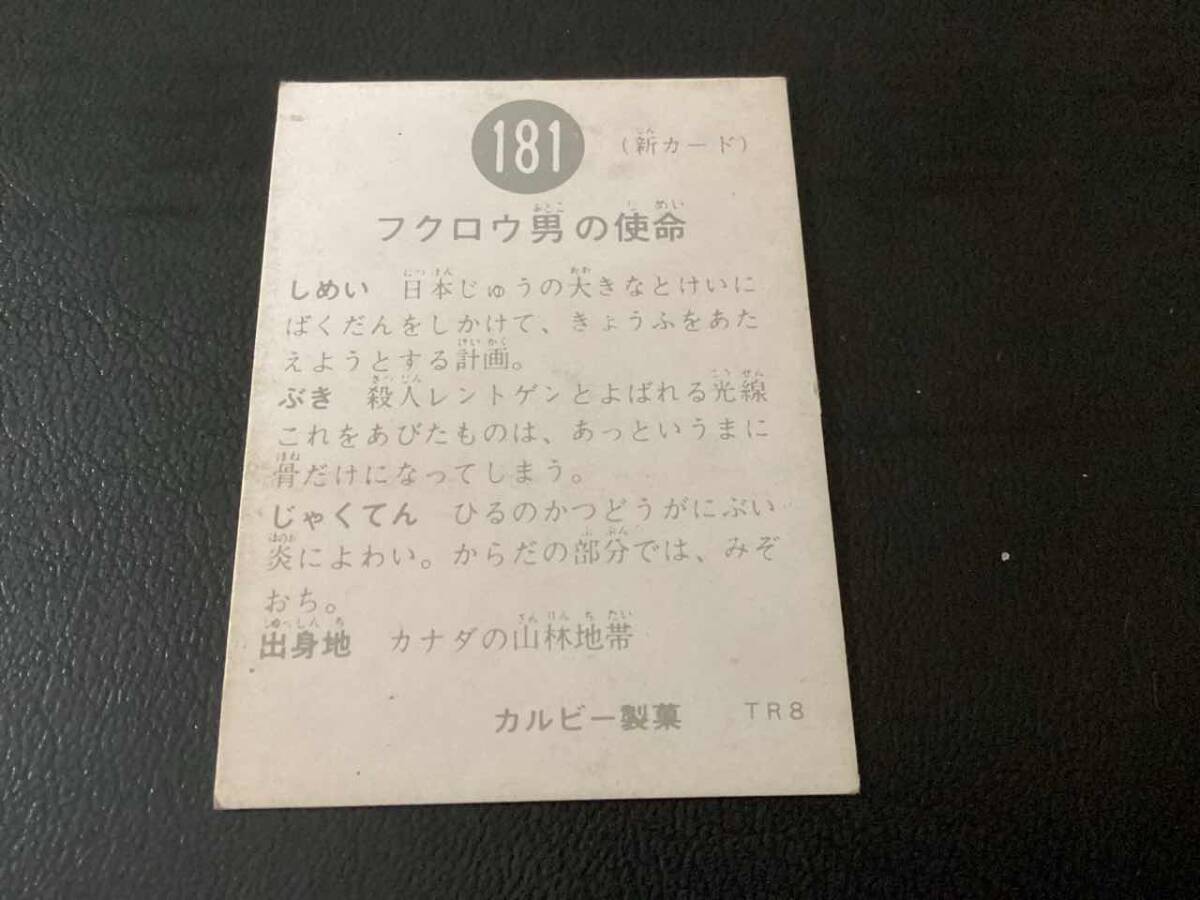 181 (新カード)
フクロウ男の使命
しめい 日本じゅうの大きなとけいに
ばくだんをしかけて、きょうふをあた
えようとする計画。
ぶき 殺人レントゲンとよばれる光線
これをあびたものは、あっというまに
骨だけになってしまう。
じゃくてん ひるのかつどうがにぶい
炎によわい。からだの部分では、みぞ
おち。
出身地 カナダの山林地帯
カルビー製菓 TR8